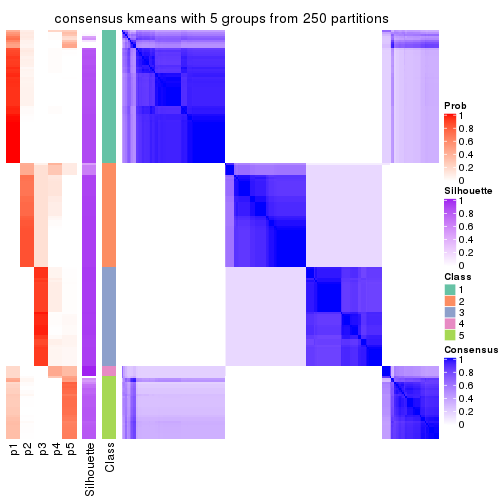 consensus kmeans with 5 groups from 250 partitions
Prob
1
0.8
0.6
0.4
0.2
0
Silhouette
1
0.8
0.6
0.4
0.2
0
Class
1
2
3
4
5
Consensus
1
0.8
0.6
0.4
0.2
0
p1
p2
p3
p4
p5
Silhouette
Class